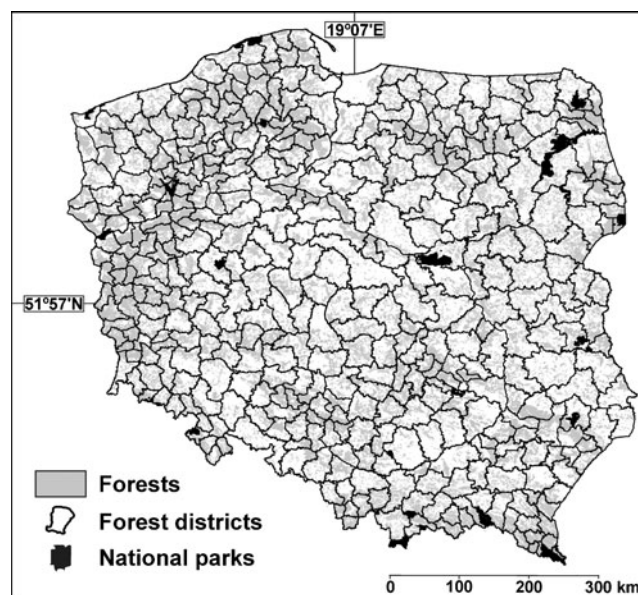 19°07'E
51°57'N
Forests
Forest districts
National parks
0 100 200 300 km